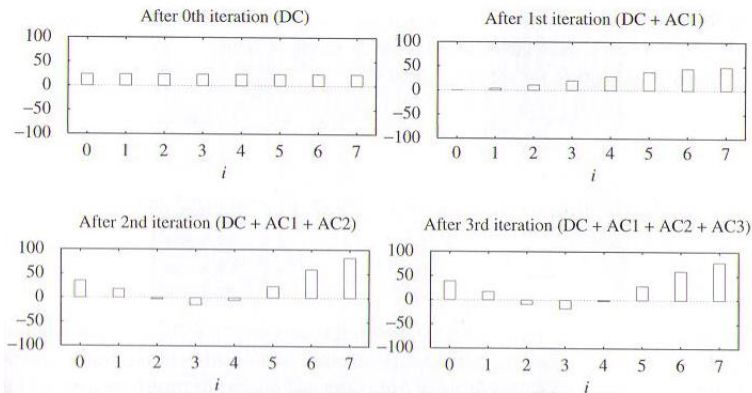 After 0th iteration (DC)
100
50
0
−50
−100
0 1 2 3 4 5 6 7
i
After 1st iteration (DC + AC1)
100
50
0
−50
−100
0 1 2 3 4 5 6 7
i
After 2nd iteration (DC + AC1 + AC2)
100
50
0
−50
−100
0 1 2 3 4 5 6 7
i
After 3rd iteration (DC + AC1 + AC2 + AC3)
100
50
0
−50
−100
0 1 2 3 4 5 6 7
i